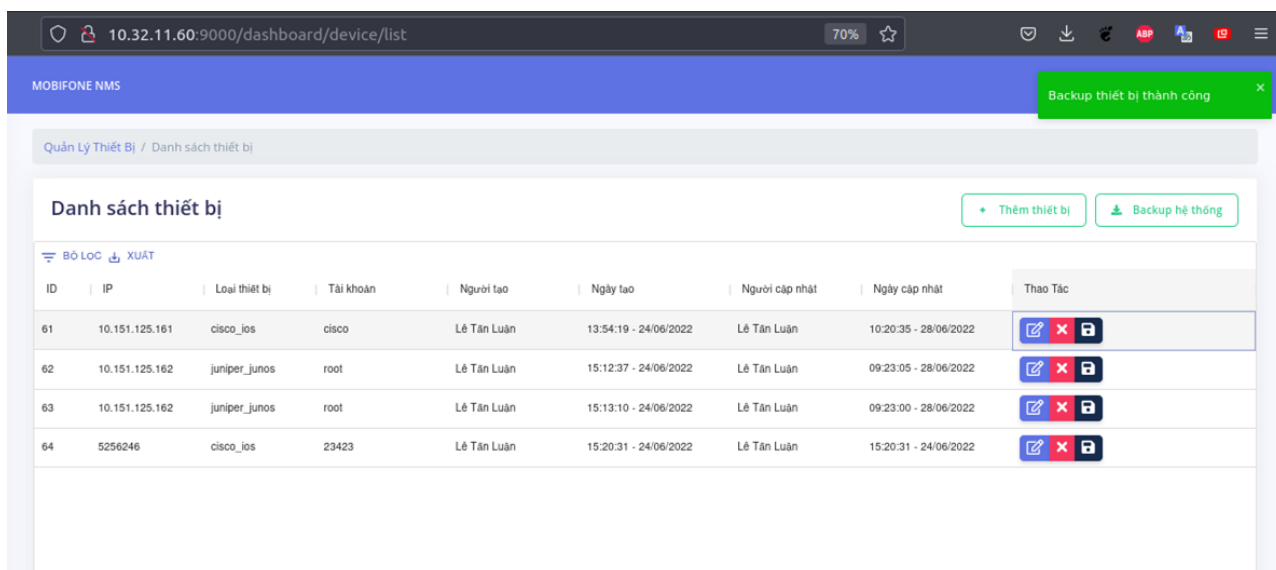 10.32.11.60:9000/dashboard/device/list 70%
ABP
MOBIFONE NMS
Backup thiết bị thành công ×
Quản Lý Thiết Bị / Danh sách thiết bị
Danh sách thiết bị
+ Thêm thiết bị Backup hệ thống
BỘ LỌC XUẤT
ID IP Loại thiết bị Tài khoản Người tạo Ngày tạo Người cập nhật Ngày cập nhật Thao Tác
61 10.151.125.161 cisco_ios cisco Lê Tấn Luận 13:54:19 - 24/06/2022 Lê Tấn Luận 10:20:35 - 28/06/2022
62 10.151.125.162 juniper_junos root Lê Tấn Luận 15:12:37 - 24/06/2022 Lê Tấn Luận 09:23:05 - 28/06/2022
63 10.151.125.162 juniper_junos root Lê Tấn Luận 15:13:10 - 24/06/2022 Lê Tấn Luận 09:23:00 - 28/06/2022
64 5256246 cisco_ios 23423 Lê Tấn Luận 15:20:31 - 24/06/2022 Lê Tấn Luận 15:20:31 - 24/06/2022